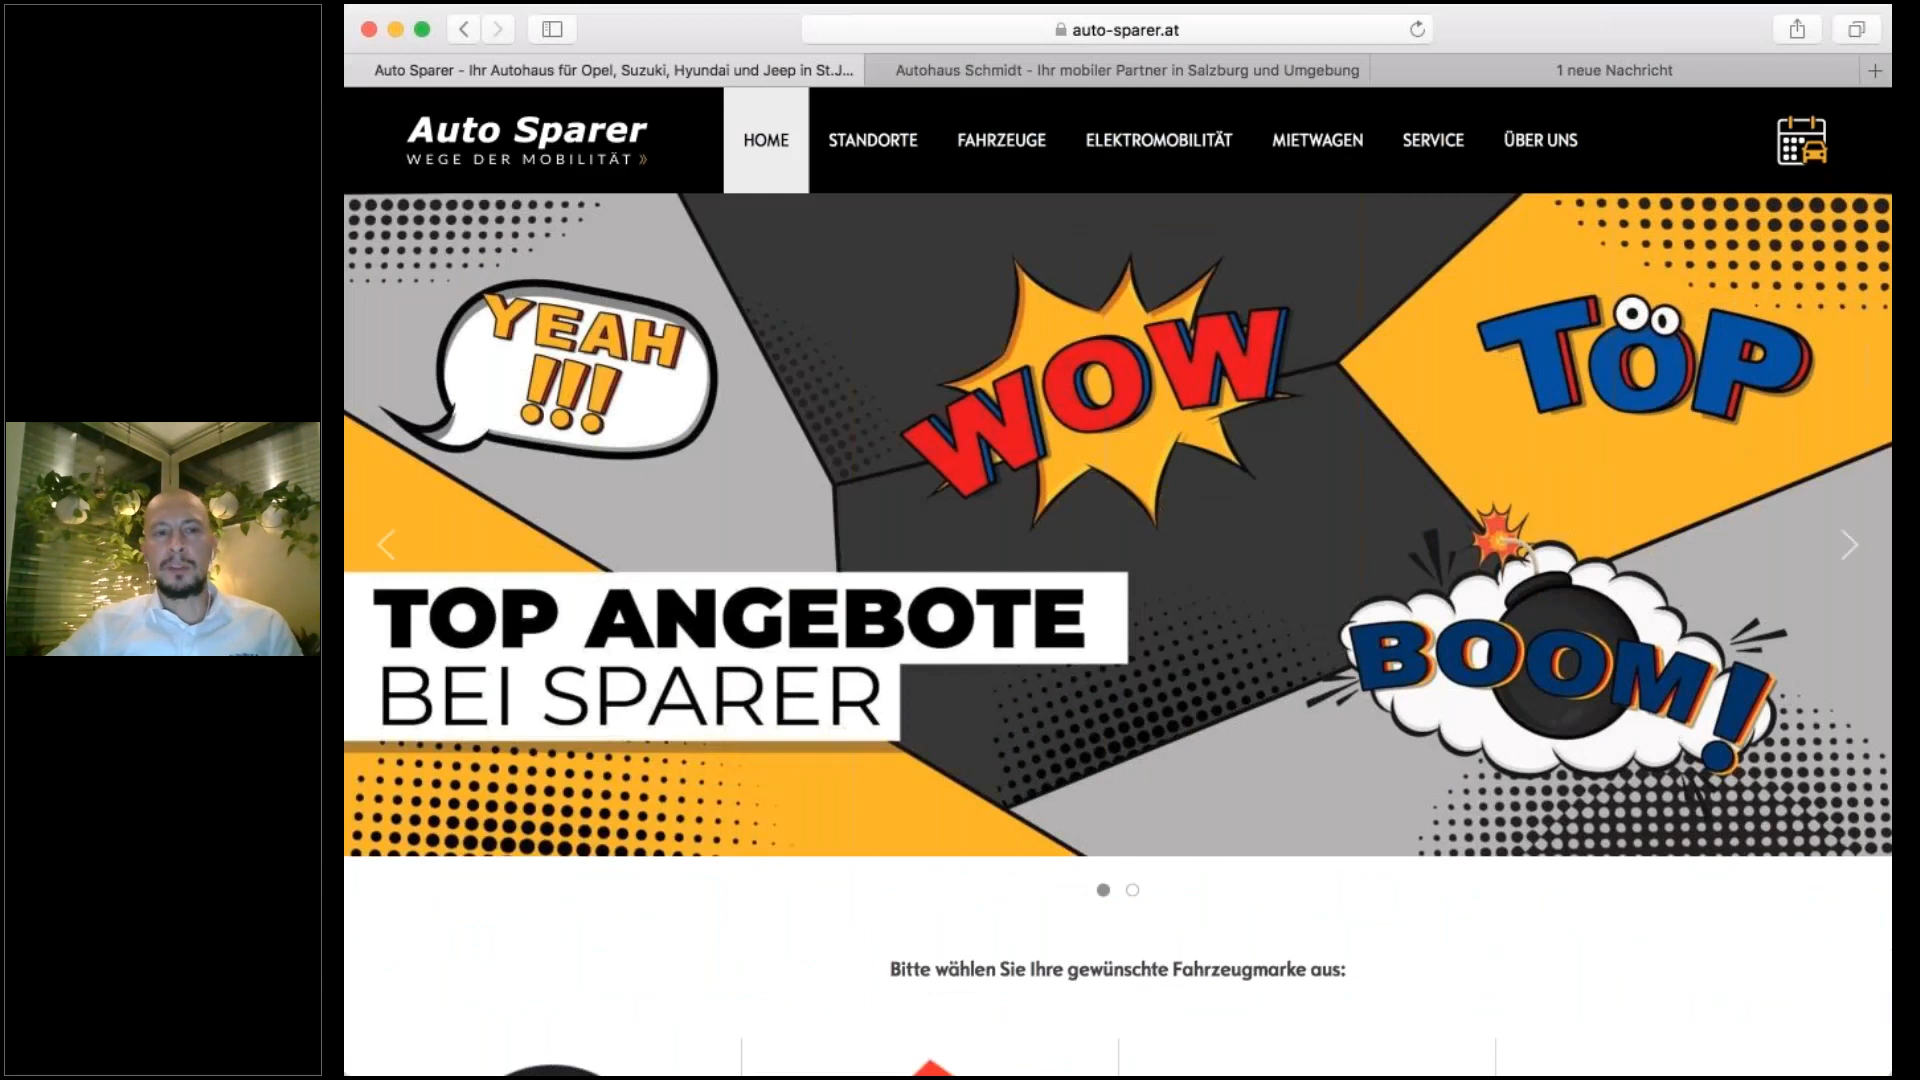 auto-sparer.at
Auto Sparer - Ihr Autohaus für Opel, Suzuki, Hyundai und Jeep in St.J...
Autohaus Schmidt - Ihr mobiler Partner in Salzburg und Umgebung
1 neue Nachricht
Auto Sparer
WEGE DER MOBILITÄT »
HOME
STANDORTE
FAHRZEUGE
ELEKTROMOBILITÄT
MIETWAGEN
SERVICE
ÜBER UNS
YEAH
!!!
WOW
TOP
BOOM!
TOP ANGEBOTE
BEI SPARER
Bitte wählen Sie Ihre gewünschte Fahrzeugmarke aus: